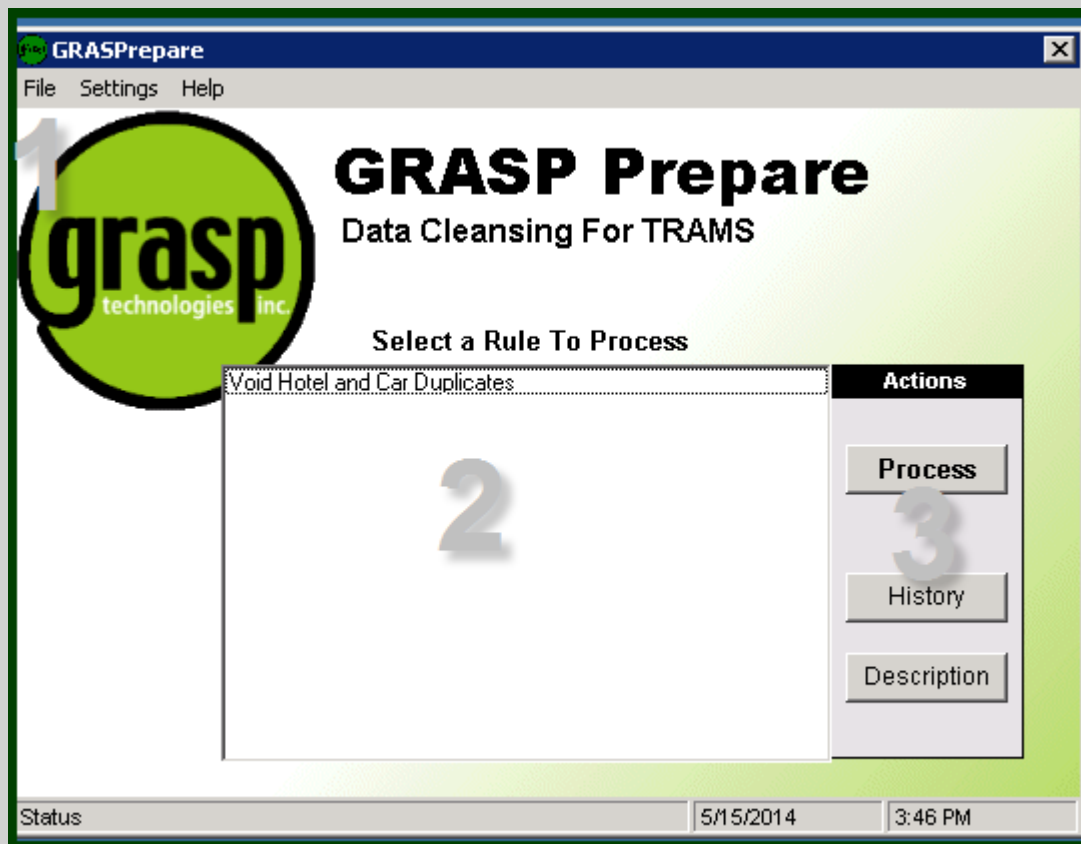 GRASPrepare
File Settings Help
1
GRASP Prepare
Data Cleansing For TRAMS
grasp
technologies inc.
Select a Rule To Process
Void Hotel and Car Duplicates
Actions
2
Process
3
History
Description
Status 5/15/2014 3:46 PM